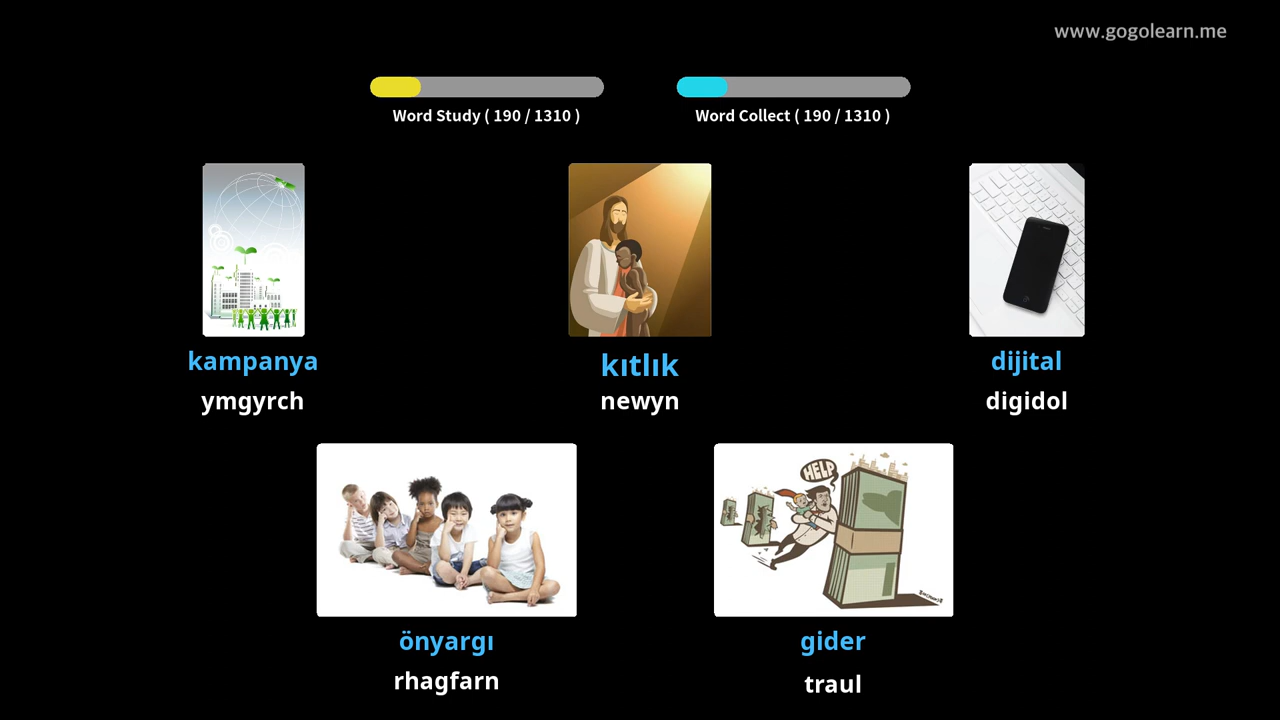 www.gogolearn.me
Word Study ( 190 / 1310 )
Word Collect ( 190 / 1310 )
kampanya
ymgyrch
kıtlık
newyn
dijital
digidol
HELP
önyargı
rhagfarn
gider
traul